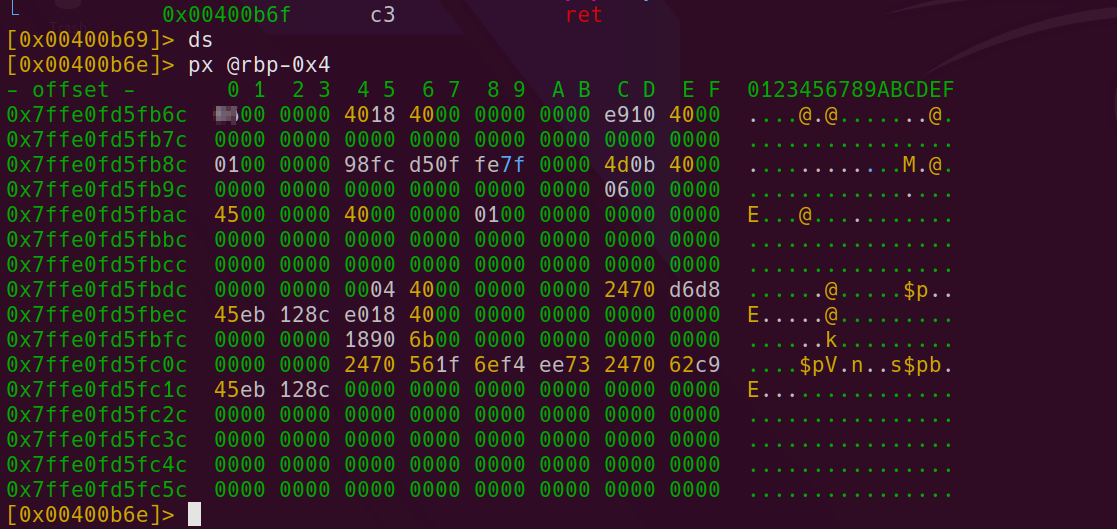 0x00400b6f c3 ret
[0x00400b69]> ds
[0x00400b6e]> px @rbp-0x4
- offset - 0 1 2 3 4 5 6 7 8 9 A B C D E F 0123456789ABCDEF
0x7ffe0fd5fb6c 00 0000 4018 4000 0000 0000 e910 4000 ....@.@.......@.
0x7ffe0fd5fb7c 0000 0000 0000 0000 0000 0000 0000 0000 ................
0x7ffe0fd5fb8c 0100 0000 98fc d50f fe7f 0000 4d0b 4000 ............M.@.
0x7ffe0fd5fb9c 0000 0000 0000 0000 0000 0000 0600 0000 ................
0x7ffe0fd5fbac 4500 0000 4000 0000 0100 0000 0000 0000 E...@...........
0x7ffe0fd5fbbc 0000 0000 0000 0000 0000 0000 0000 0000 ................
0x7ffe0fd5fbcc 0000 0000 0000 0000 0000 0000 0000 0000 ................
0x7ffe0fd5fbdc 0000 0000 0004 4000 0000 0000 2470 d6d8 ......@.....$p..
0x7ffe0fd5fbec 45eb 128c e018 4000 0000 0000 0000 0000 E.....@.........
0x7ffe0fd5fbfc 0000 0000 1890 6b00 0000 0000 0000 0000 ......k.........
0x7ffe0fd5fc0c 0000 0000 2470 561f 6ef4 ee73 2470 62c9 ....$pV.n..s$pb.
0x7ffe0fd5fc1c 45eb 128c 0000 0000 0000 0000 0000 0000 E...............
0x7ffe0fd5fc2c 0000 0000 0000 0000 0000 0000 0000 0000 ................
0x7ffe0fd5fc3c 0000 0000 0000 0000 0000 0000 0000 0000 ................
0x7ffe0fd5fc4c 0000 0000 0000 0000 0000 0000 0000 0000 ................
0x7ffe0fd5fc5c 0000 0000 0000 0000 0000 0000 0000 0000 ................
[0x00400b6e]>